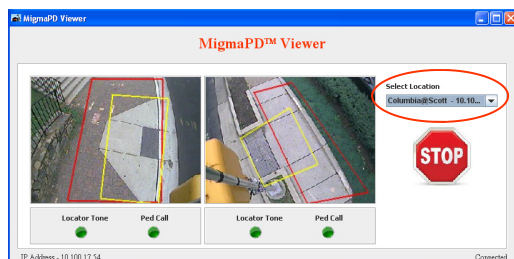 MigmaPD Viewer
MigmaPD™ Viewer
Select Location
Columbia@Scott - 10.10...
STOP
Locator Tone Ped Call Locator Tone Ped Call
IP Address - 10.100.17.54 Connected